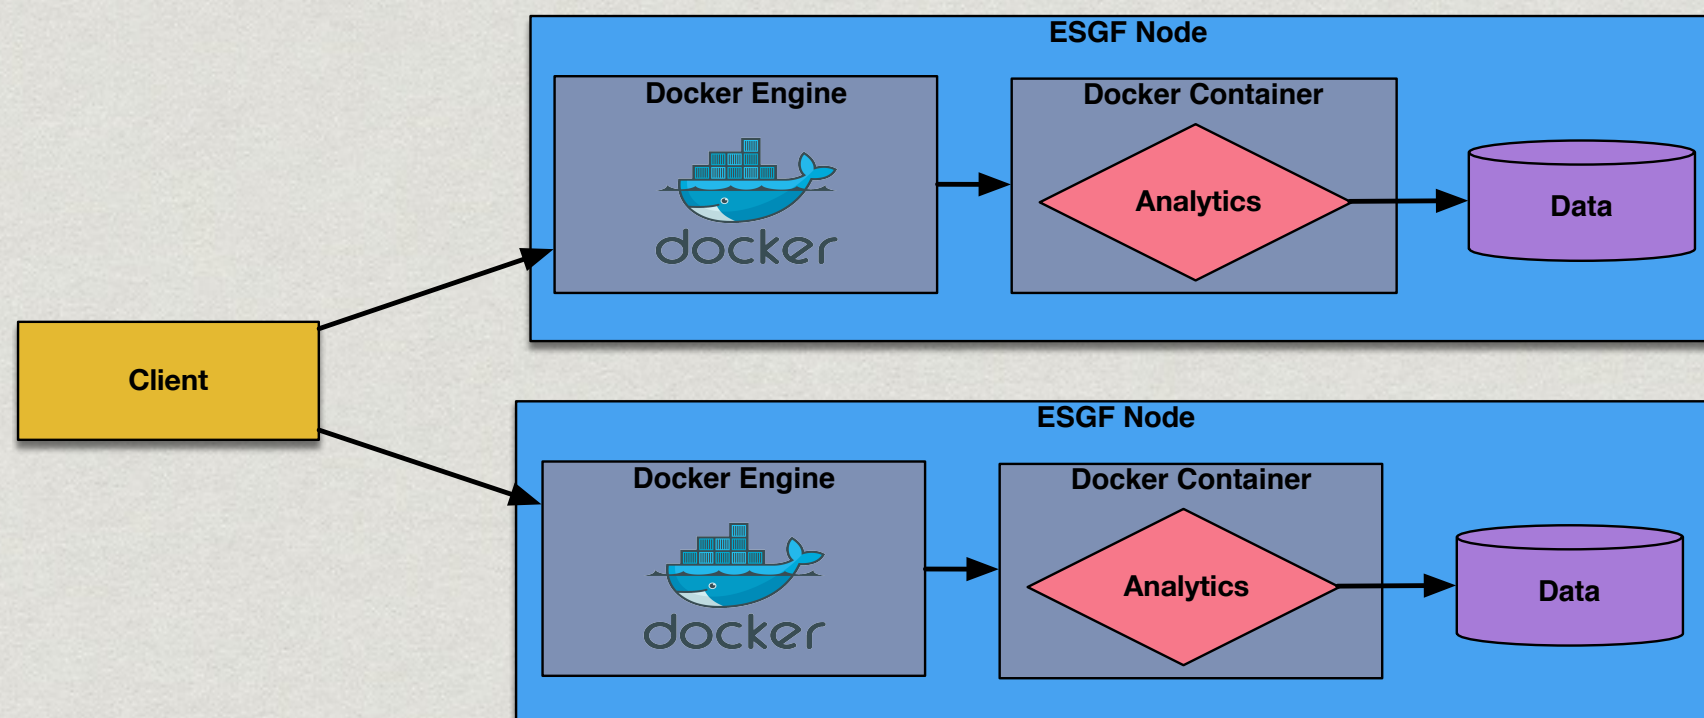 ESGF Node
Docker Engine
Docker Container
docker
Analytics
Data
Client
ESGF Node
Docker Engine
Docker Container
docker
Analytics
Data